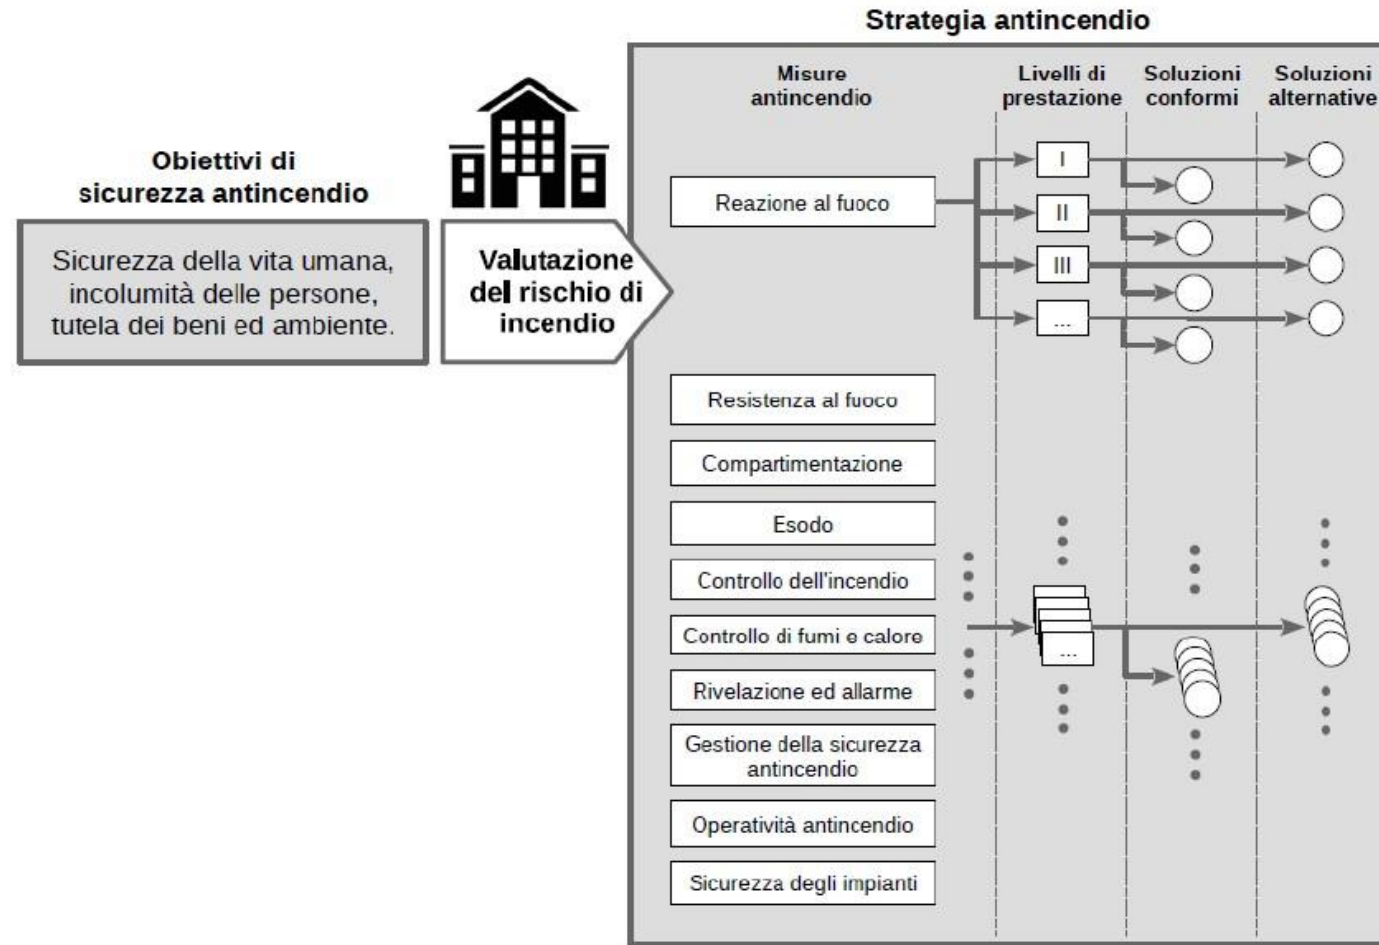 Strategia antincendio
Obiettivi di
sicurezza antincendio
Sicurezza della vita umana,
incolumità delle persone,
tutela dei beni ed ambiente.
Valutazione
del rischio di
incendio
Misure
antincendio
Livelli di
prestazione
Soluzioni
conformi
Soluzioni
alternative
Reazione al fuoco
I
II
III
...
Resistenza al fuoco
Compartimentazione
Esodo
Controllo dell'incendio
Controllo di fumi e calore
Rivelazione ed allarme
Gestione della sicurezza
antincendio
Operatività antincendio
Sicurezza degli impianti
...